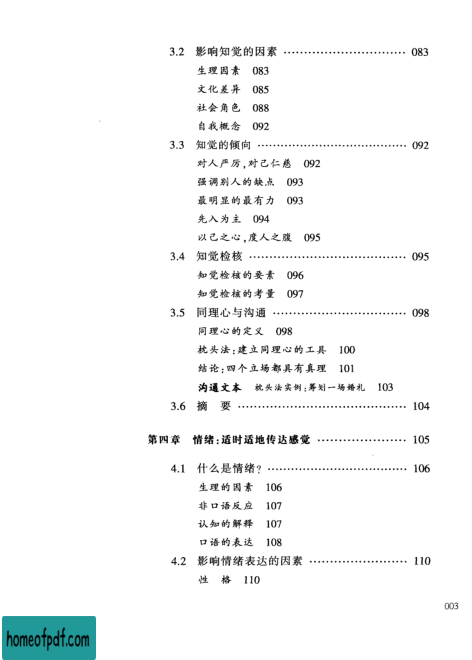 3.2 影响知觉的因素 ………………………… 083
生理因素 083
文化差异 085
社会角色 088
自我概念 092
3.3 知觉的倾向 ……………………………… 092
对人严厉,对己仁慈 092
强调别人的缺点 093
最明显的最有力 093
先入为主 094
以己之心,度人之腹 095
3.4 知觉检核 ………………………………… 095
知觉检核的要素 096
知觉检核的考量 097
3.5 同理心与沟通 …………………………… 098
同理心的定义 098
枕头法:建立同理心的工具 100
结论:四个立场都具有真理 101
沟通文本 枕头法实例:筹划一场婚礼 103
3.6 摘 要 …………………………………… 104
第四章 情绪:适时适地传达感觉 ………………… 105
4.1 什么是情绪? ……………………………… 106
生理的因素 106
非口语反应 107
认知的解释 107
口语的表达 108
4.2 影响情绪表达的因素 …………………… 110
性 格 110
003
homeofpdf.com